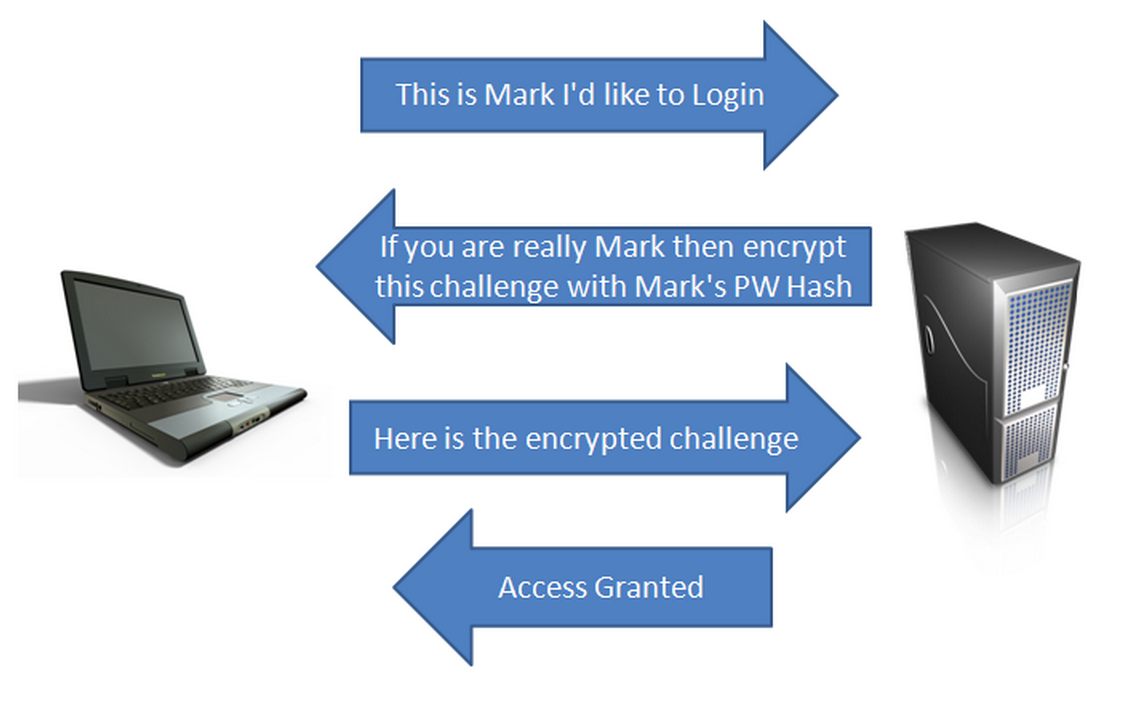 This is Mark I'd like to Login
If you are really Mark then encrypt
this challenge with Mark's PW Hash
Here is the encrypted challenge
Access Granted